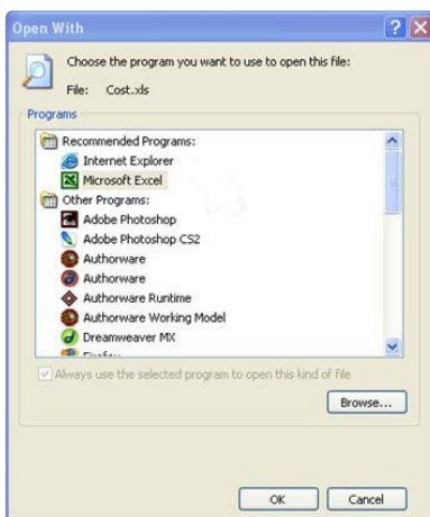 Open With
Choose the program you want to use to open this file:
File: Cost.xls
Programs
Recommended Programs:
Internet Explorer
Microsoft Excel
Other Programs:
Adobe Photoshop
Adobe Photoshop CS2
Authorware
Authorware
Authorware Runtime
Authorware Working Model
Dreamweaver MX
Firefox
Always use the selected program to open this kind of file
Browse...
OK
Cancel